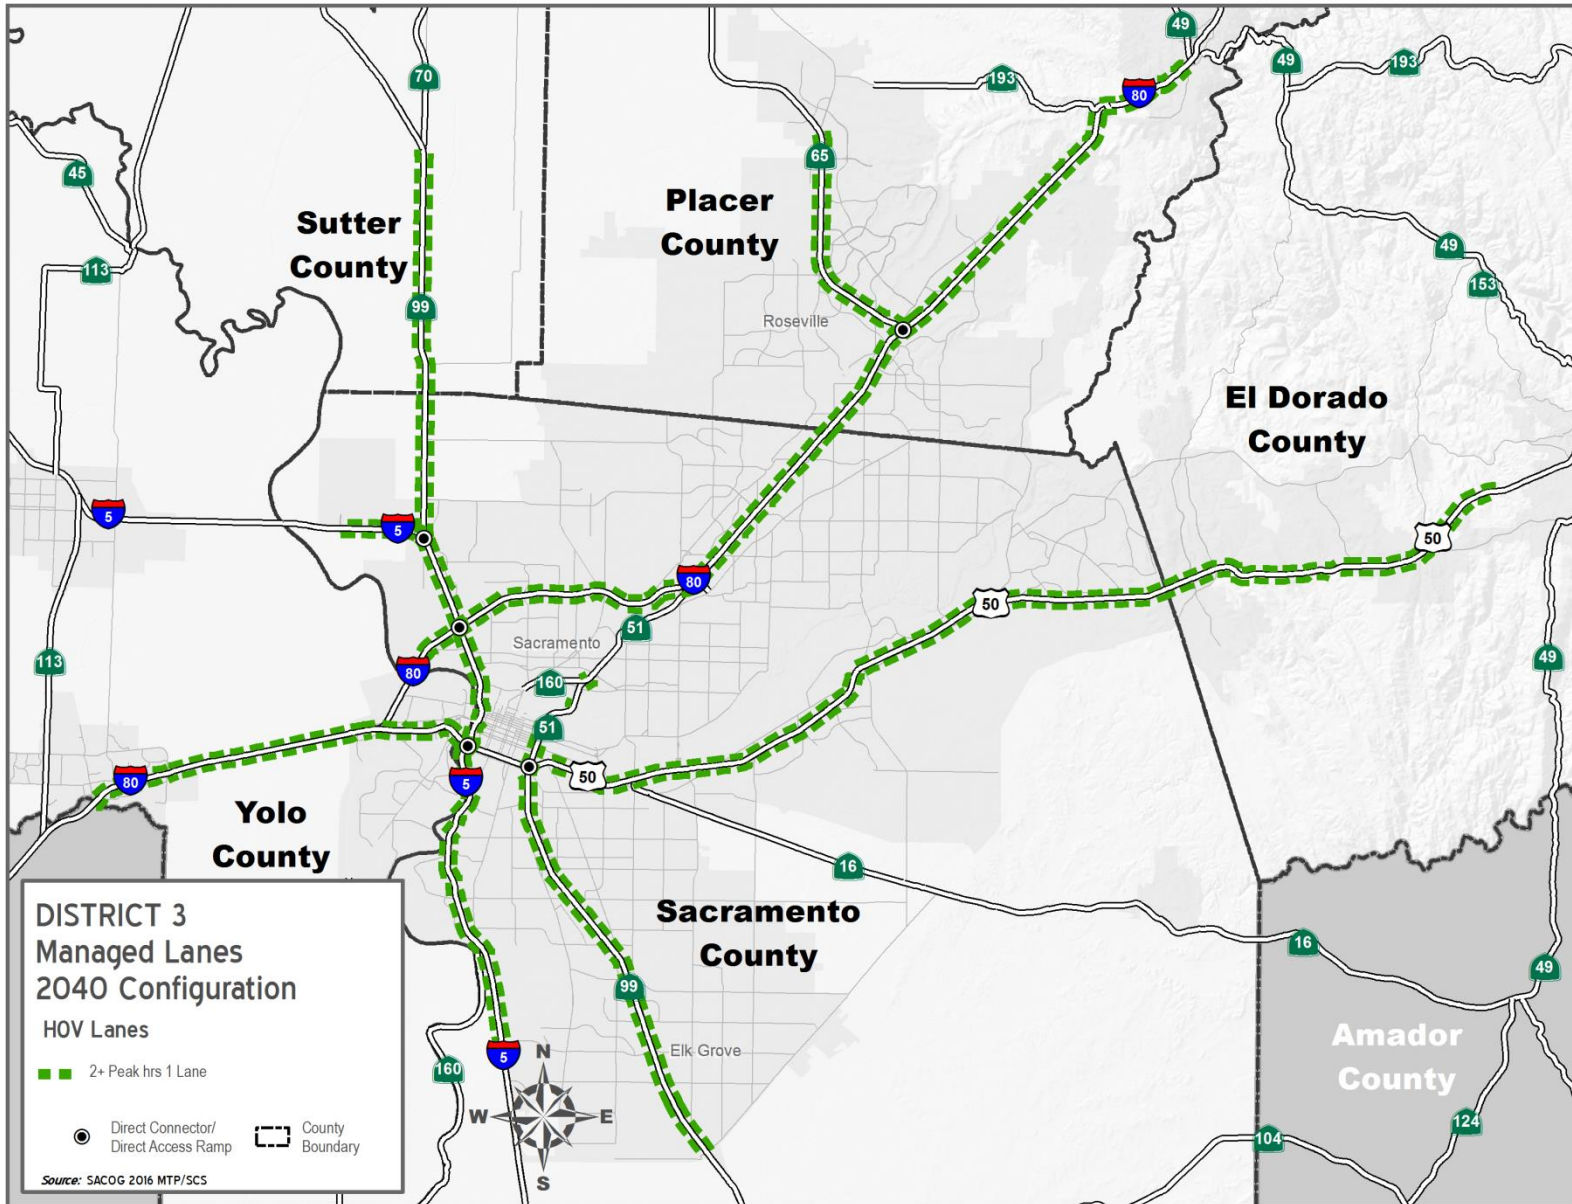 49
70
49
193
193
80
65
45
Placer
County
Sutter
County
49
113
153
99
Roseville
El Dorado
County
5
5
50
80
50
51
Sacramento
113
49
80
160
51
80
50
5
Yolo
County
16
Sacramento
County
16
49
99
5
Elk Grove
160
Amador
County
N
W
E
S
104
124
DISTRICT 3
Managed Lanes
2040 Configuration
HOV Lanes
2+ Peak hrs 1 Lane
Direct Connector/
Direct Access Ramp
County
Boundary
Source: SACOG 2016 MTP/SCS